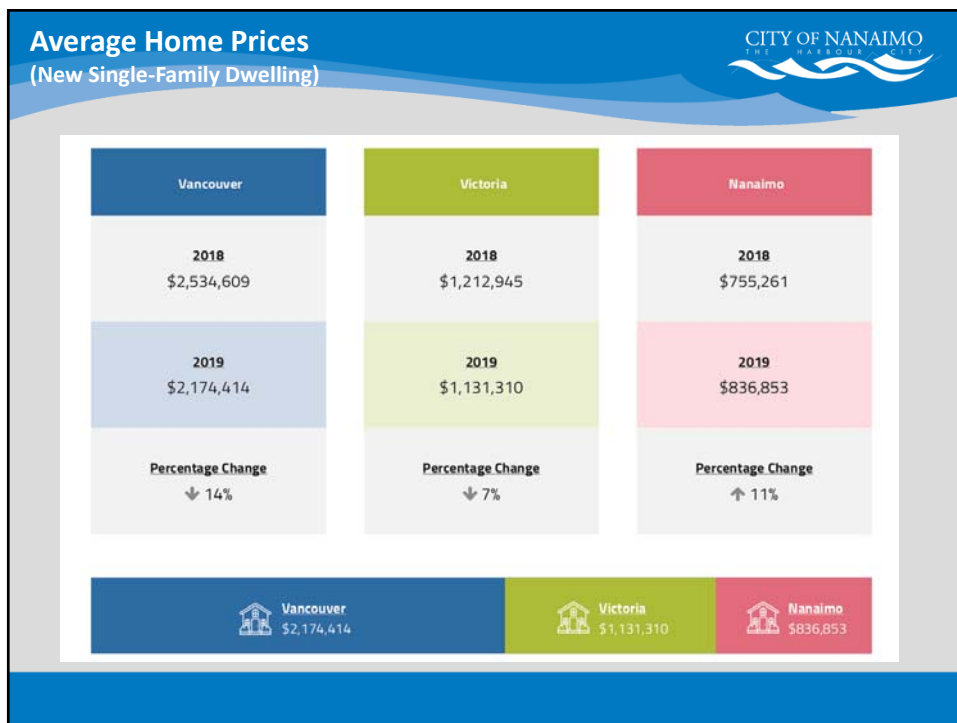 Average Home Prices
(New Single-Family Dwelling)
CITY OF NANAIMO
THE HARBOUR CITY
Vancouver
2018
$2,534,609
2019
$2,174,414
Percentage Change
14%
Victoria
2018
$1,212,945
2019
$1,131,310
Percentage Change
7%
Nanaimo
2018
$755,261
2019
$836,853
Percentage Change
11%
Vancouver
$2,174,414
Victoria
$1,131,310
Nanaimo
$836,853